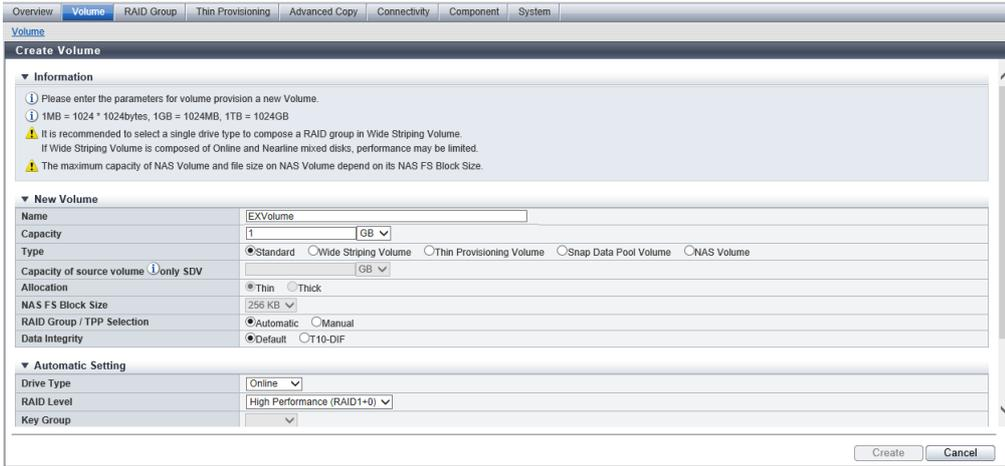 Overview Volume RAID Group Thin Provisioning Advanced Copy Connectivity Component System
Volume
Create Volume
Information
Please enter the parameters for volume provision a new Volume.
1MB = 1024 * 1024bytes, 1GB = 1024MB, 1TB = 1024GB
It is recommended to select a single drive type to compose a RAID group in Wide Striping Volume.
If Wide Striping Volume is composed of Online and Nearline mixed disks, performance may be limited.
The maximum capacity of NAS Volume and file size on NAS Volume depend on its NAS FS Block Size.
New Volume
Name EXVolume
Capacity 1 GB
Type Standard Wide Striping Volume Thin Provisioning Volume Snap Data Pool Volume NAS Volume
Capacity of source volume only SDV GB
Allocation Thin Thick
NAS FS Block Size 256 KB
RAID Group / TPP Selection Automatic Manual
Data Integrity Default T10-DIF
Automatic Setting
Drive Type Online
RAID Level High Performance (RAID1+0)
Key Group
Create Cancel